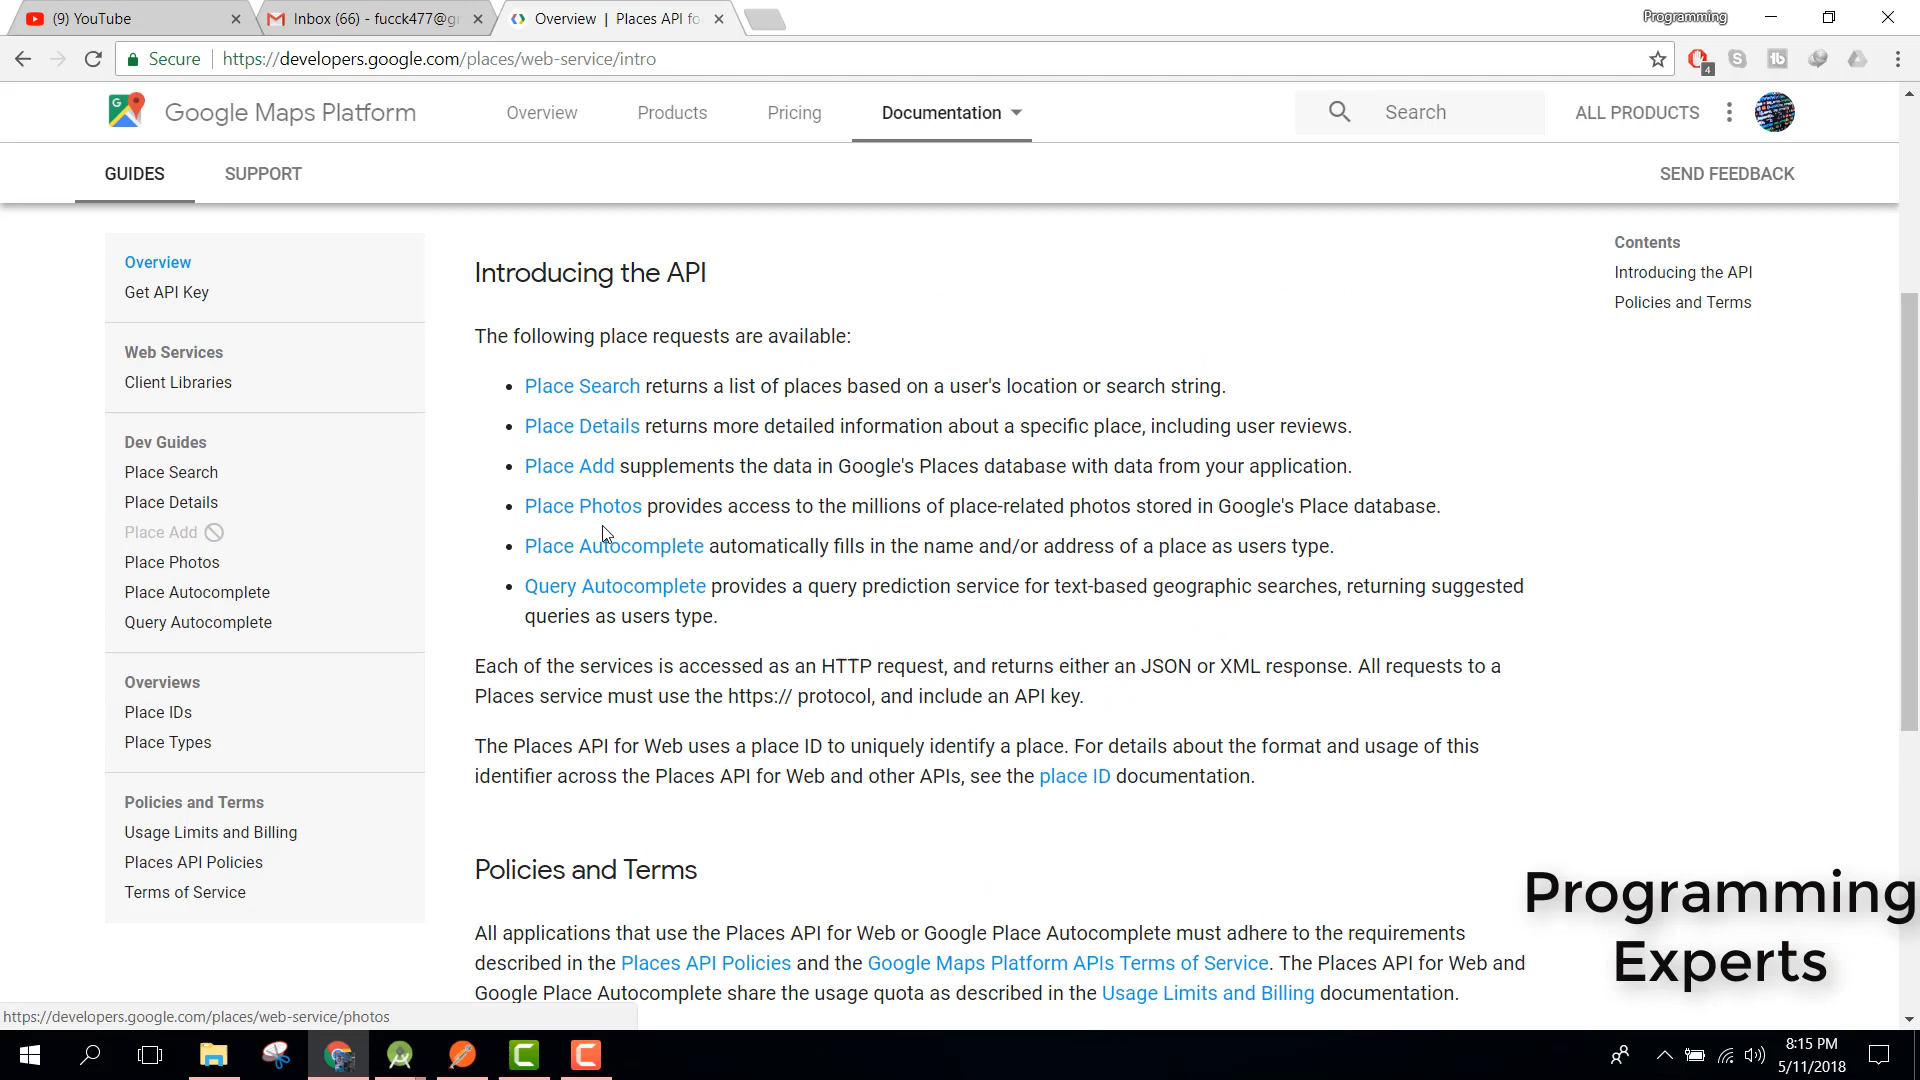 (9) YouTube
Inbox (66) - fucck477@g
Overview | Places API fo
Programming
Secure
https://developers.google.com/places/web-service/intro
4
Google Maps Platform
Overview
Products
Pricing
Documentation
Search
ALL PRODUCTS
GUIDES
SUPPORT
SEND FEEDBACK
Overview
Get API Key
Web Services
Client Libraries
Dev Guides
Place Search
Place Details
Place Add
Place Photos
Place Autocomplete
Query Autocomplete
Overviews
Place IDs
Place Types
Policies and Terms
Usage Limits and Billing
Places API Policies
Terms of Service
Introducing the API
The following place requests are available:
• Place Search returns a list of places based on a user's location or search string.
• Place Details returns more detailed information about a specific place, including user reviews.
• Place Add supplements the data in Google's Places database with data from your application.
• Place Photos provides access to the millions of place-related photos stored in Google's Place database.
• Place Autocomplete automatically fills in the name and/or address of a place as users type.
• Query Autocomplete provides a query prediction service for text-based geographic searches, returning suggested
queries as users type.
Each of the services is accessed as an HTTP request, and returns either an JSON or XML response. All requests to a
Places service must use the https:// protocol, and include an API key.
The Places API for Web uses a place ID to uniquely identify a place. For details about the format and usage of this
identifier across the Places API for Web and other APIs, see the place ID documentation.
Policies and Terms
All applications that use the Places API for Web or Google Place Autocomplete must adhere to the requirements
described in the Places API Policies and the Google Maps Platform APIs Terms of Service. The Places API for Web and
Google Place Autocomplete share the usage quota as described in the Usage Limits and Billing documentation.
Contents
Introducing the API
Policies and Terms
Programming
Experts
https://developers.google.com/places/web-service/photos
8:15 PM
5/11/2018